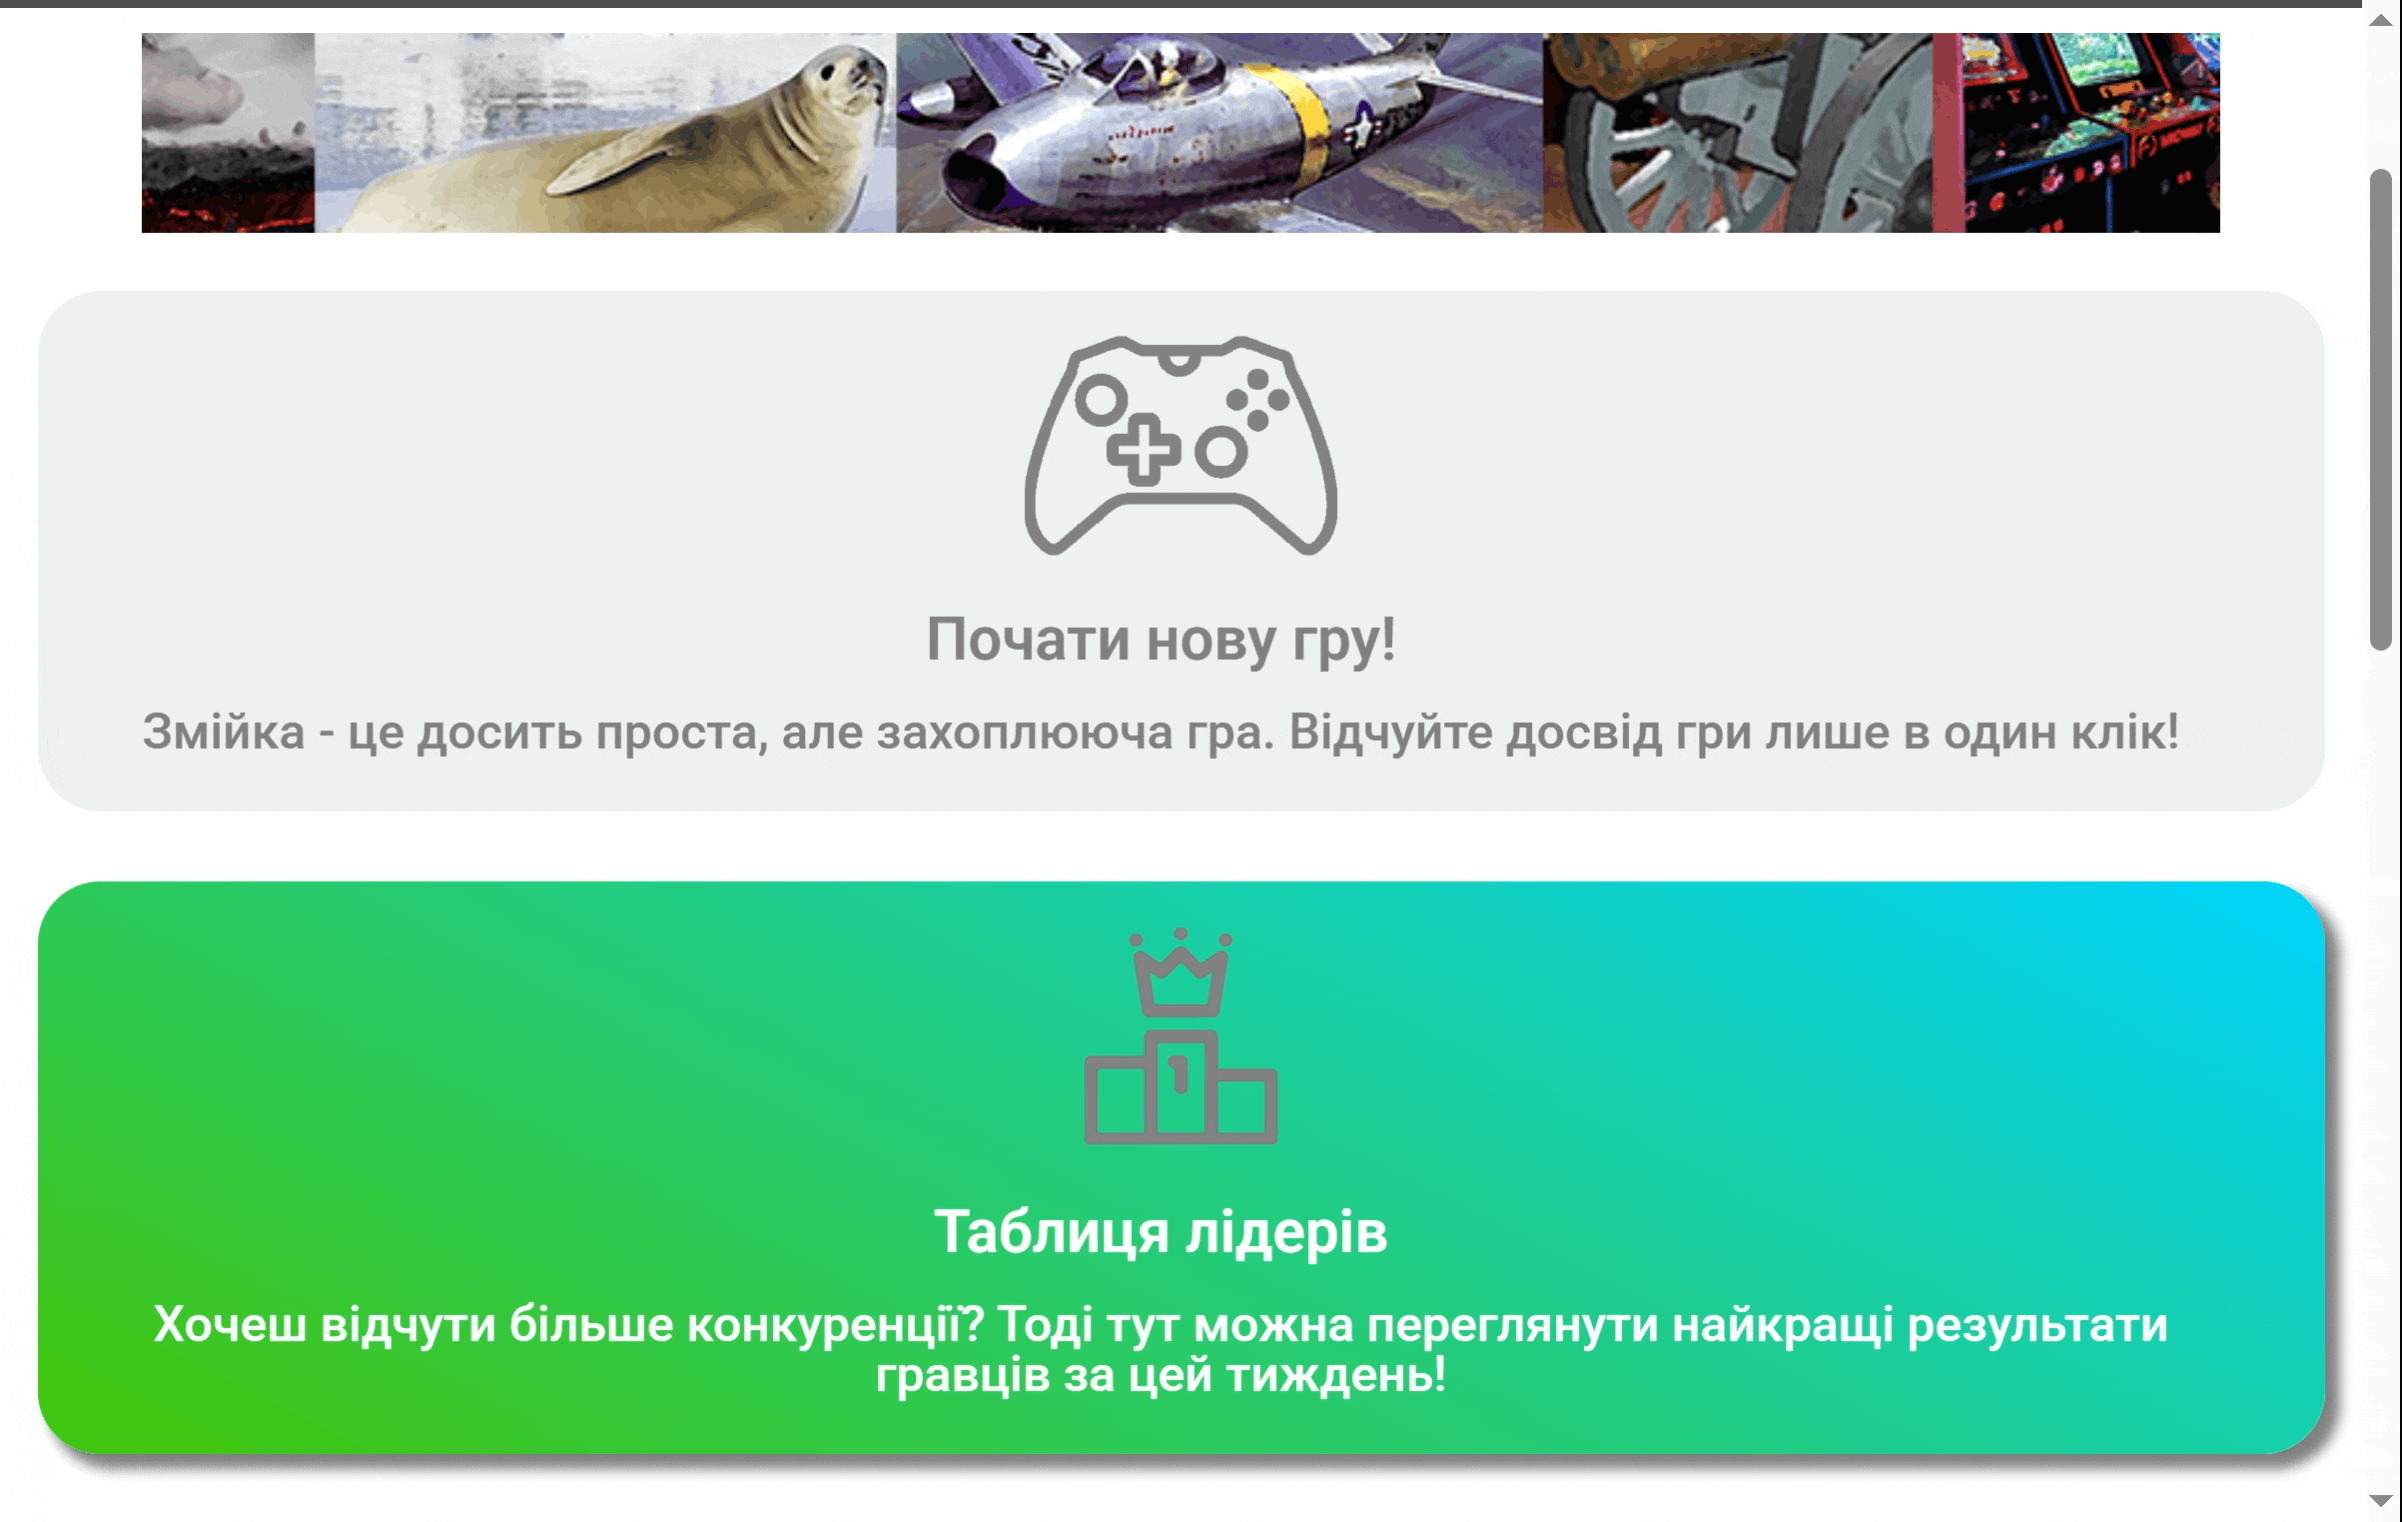 Почати нову гру!
Змійка - це досить проста, але захоплююча гра. Відчуйте досвід гри лише в один клік!
1
Таблиця лідерів
Хочеш відчути більше конкуренції? Тоді тут можна переглянути найкращі результати
гравців за цей тиждень!